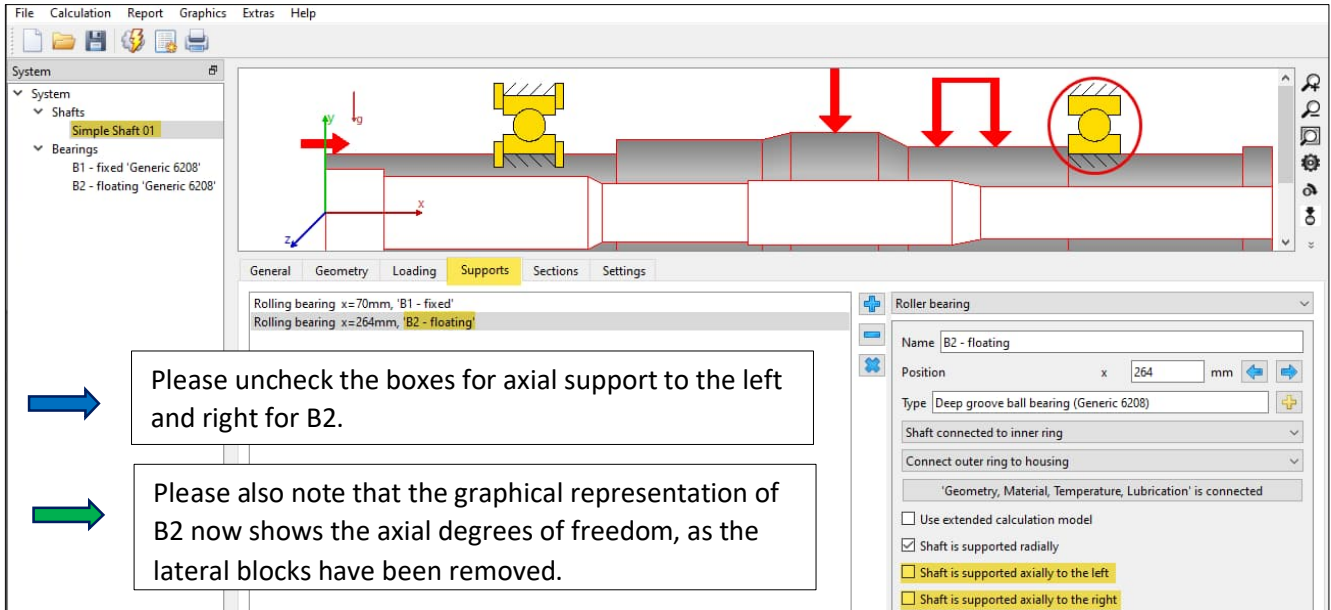 File Calculation Report Graphics Extras Help
System
System
Shafts
Simple Shaft 01
Bearings
B1 - fixed 'Generic 6208'
B2 - floating 'Generic 6208'
y
g
x
z
General Geometry Loading Supports Sections Settings
Rolling bearing x=70mm, 'B1 - fixed'
Rolling bearing x=264mm, 'B2 - floating'
Please uncheck the boxes for axial support to the left
and right for B2.
Please also note that the graphical representation of
B2 now shows the axial degrees of freedom, as the
lateral blocks have been removed.
Roller bearing
Name B2 - floating
Position x 264 mm
Type Deep groove ball bearing (Generic 6208)
Shaft connected to inner ring
Connect outer ring to housing
'Geometry, Material, Temperature, Lubrication' is connected
Use extended calculation model
Shaft is supported radially
Shaft is supported axially to the left
Shaft is supported axially to the right